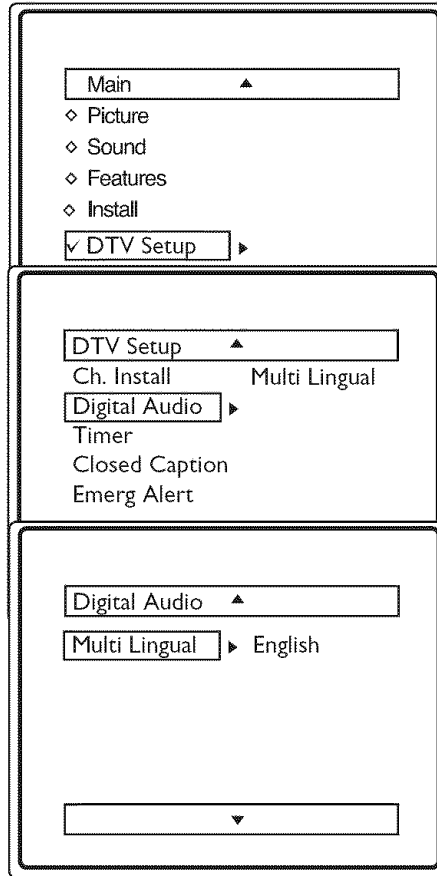 Main
Picture
Sound
Features
Install
DTV Setup
DTV Setup
Ch. Install Multi Lingual
Digital Audio
Timer
Closed Caption
Emerg Alert
Digital Audio
Multi Lingual English